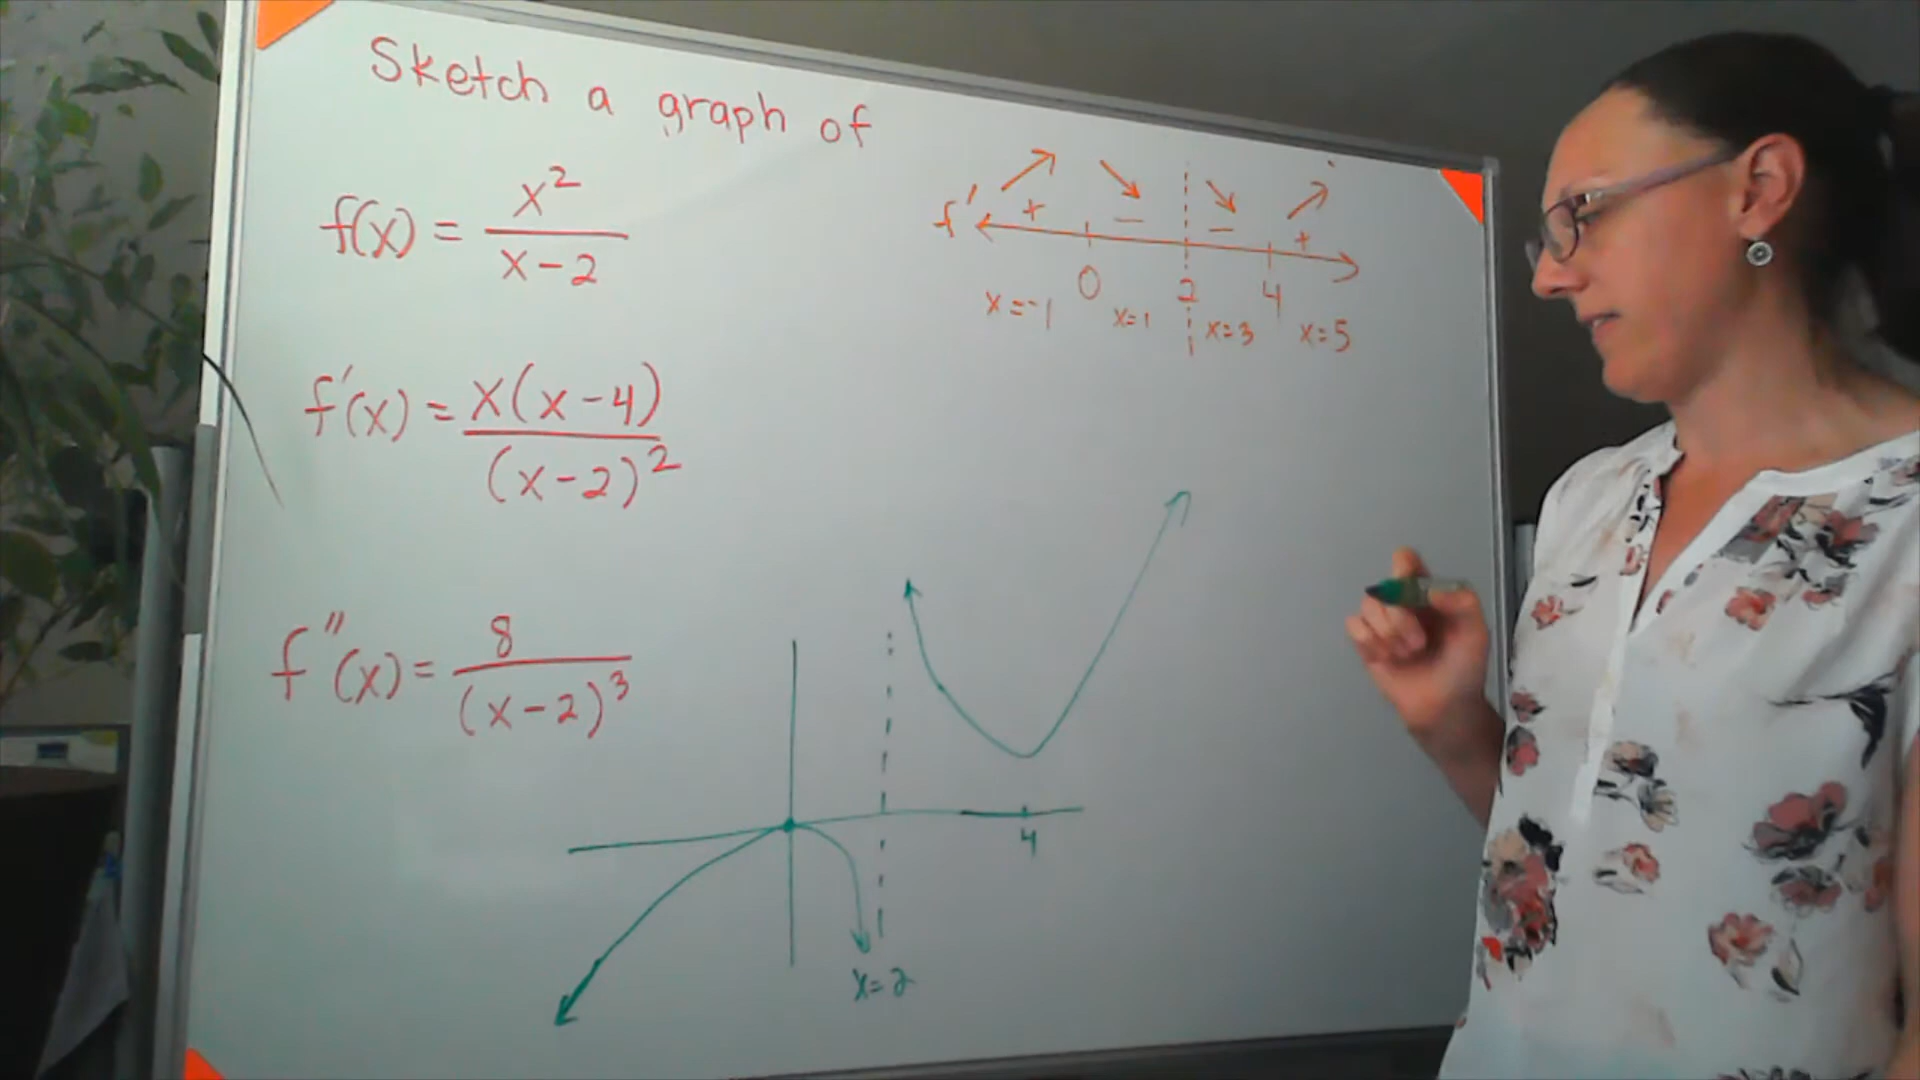 Sketch a graph of
f(x) = x² / (x-2)
f'(x) = x(x-4) / (x-2)²
f''(x) = 8 / (x-2)³
f' + − − +
0 2 4
x=-1 x=1 x=3 x=5
4
x=2